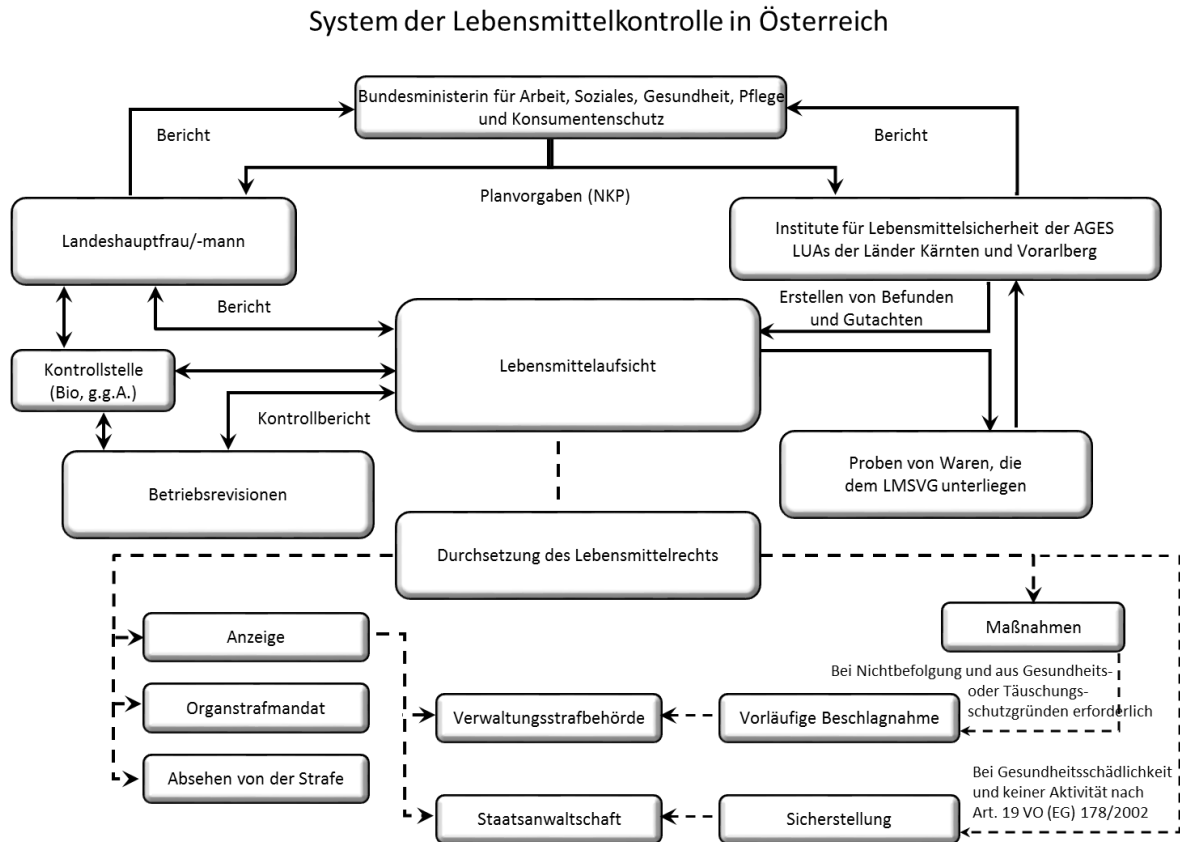 System der Lebensmittelkontrolle in Österreich
Bundesministerin für Arbeit, Soziales, Gesundheit, Pflege
und Konsumentenschutz
Bericht
Bericht
Planvorgaben (NKP)
Landeshauptfrau/-mann
Institute für Lebensmittelsicherheit der AGES
LUAs der Länder Kärnten und Vorarlberg
Bericht
Erstellen von Befunden
und Gutachten
Kontrollstelle
(Bio, g.g.A.)
Lebensmittelaufsicht
Kontrollbericht
Betriebsrevisionen
Proben von Waren, die
dem LMSVG unterliegen
Durchsetzung des Lebensmittelrechts
Anzeige
Maßnahmen
Bei Nichtbefolgung und aus Gesundheits-
oder Täuschungs-
schutzgründen erforderlich
Organstrafmandat
Verwaltungsstrafbehörde
Vorläufige Beschlagnahme
Absehen von der Strafe
Bei Gesundheitsschädlichkeit
und keiner Aktivität nach
Art. 19 VO (EG) 178/2002
Staatsanwaltschaft
Sicherstellung